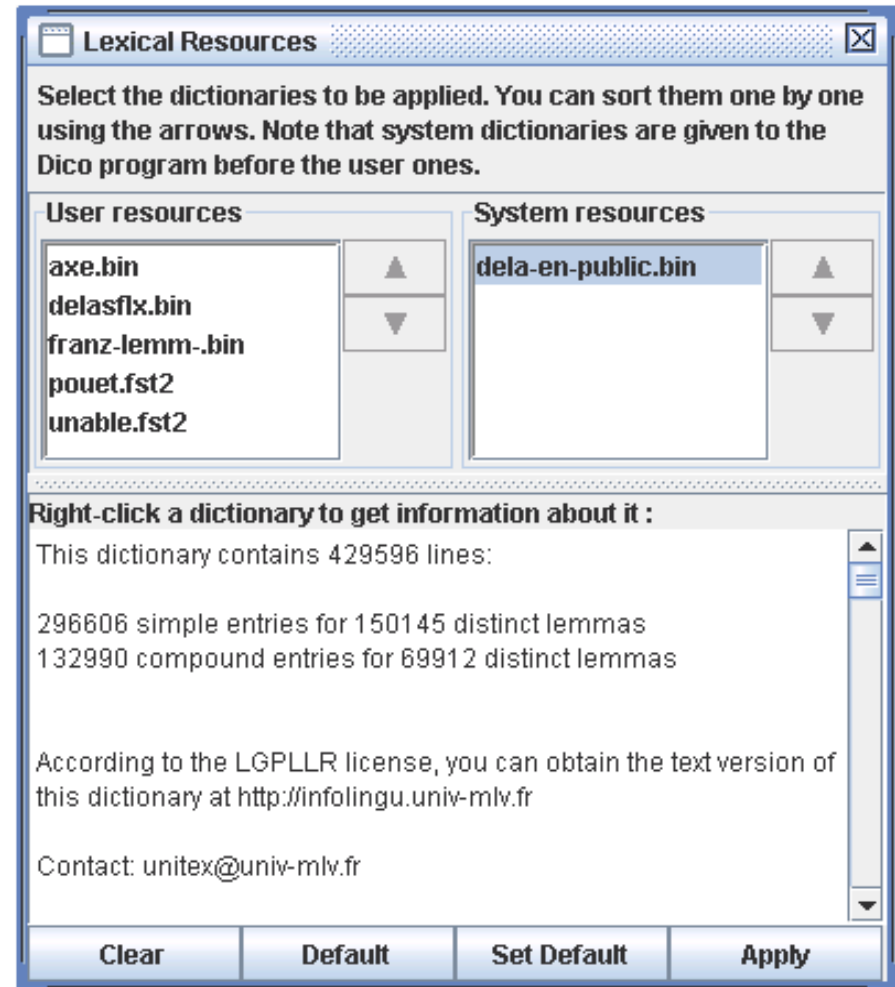 Lexical Resources
Select the dictionaries to be applied. You can sort them one by one
using the arrows. Note that system dictionaries are given to the
Dico program before the user ones.
User resources
axe.bin
delasflx.bin
franz-lemm-.bin
pouet.fst2
unable.fst2
System resources
dela-en-public.bin
Right-click a dictionary to get information about it :
This dictionary contains 429596 lines:
296606 simple entries for 150145 distinct lemmas
132990 compound entries for 69912 distinct lemmas
According to the LGPLLR license, you can obtain the text version of
this dictionary at http://infolingu.univ-mlv.fr
Contact: unitex@univ-mlv.fr
Clear Default Set Default Apply